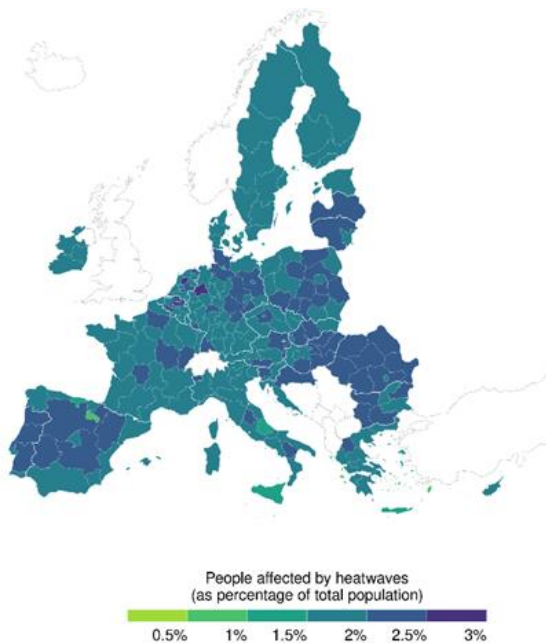 People affected by heatwaves
(as percentage of total population)
0.5% 1% 1.5% 2% 2.5% 3%